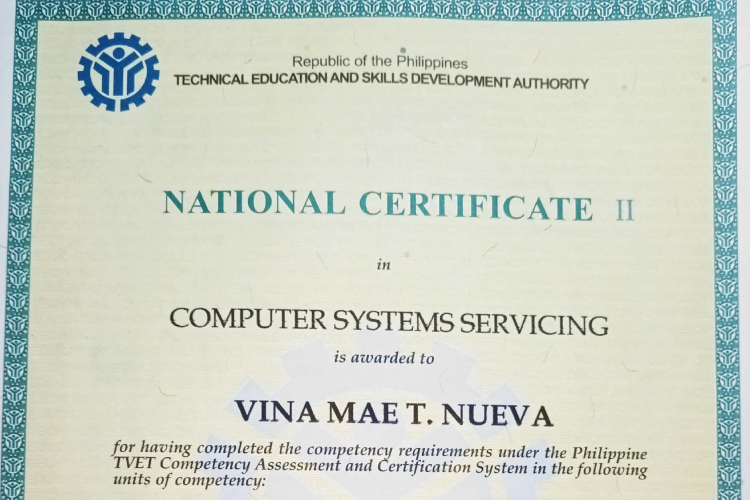 Republic of the Philippines
TECHNICAL EDUCATION AND SKILLS DEVELOPMENT AUTHORITY
NATIONAL CERTIFICATE II
in
COMPUTER SYSTEMS SERVICING
is awarded to
VINA MAE T. NUEVA
for having completed the competency requirements under the Philippine
TVET Competency Assessment and Certification System in the following
units of competency: